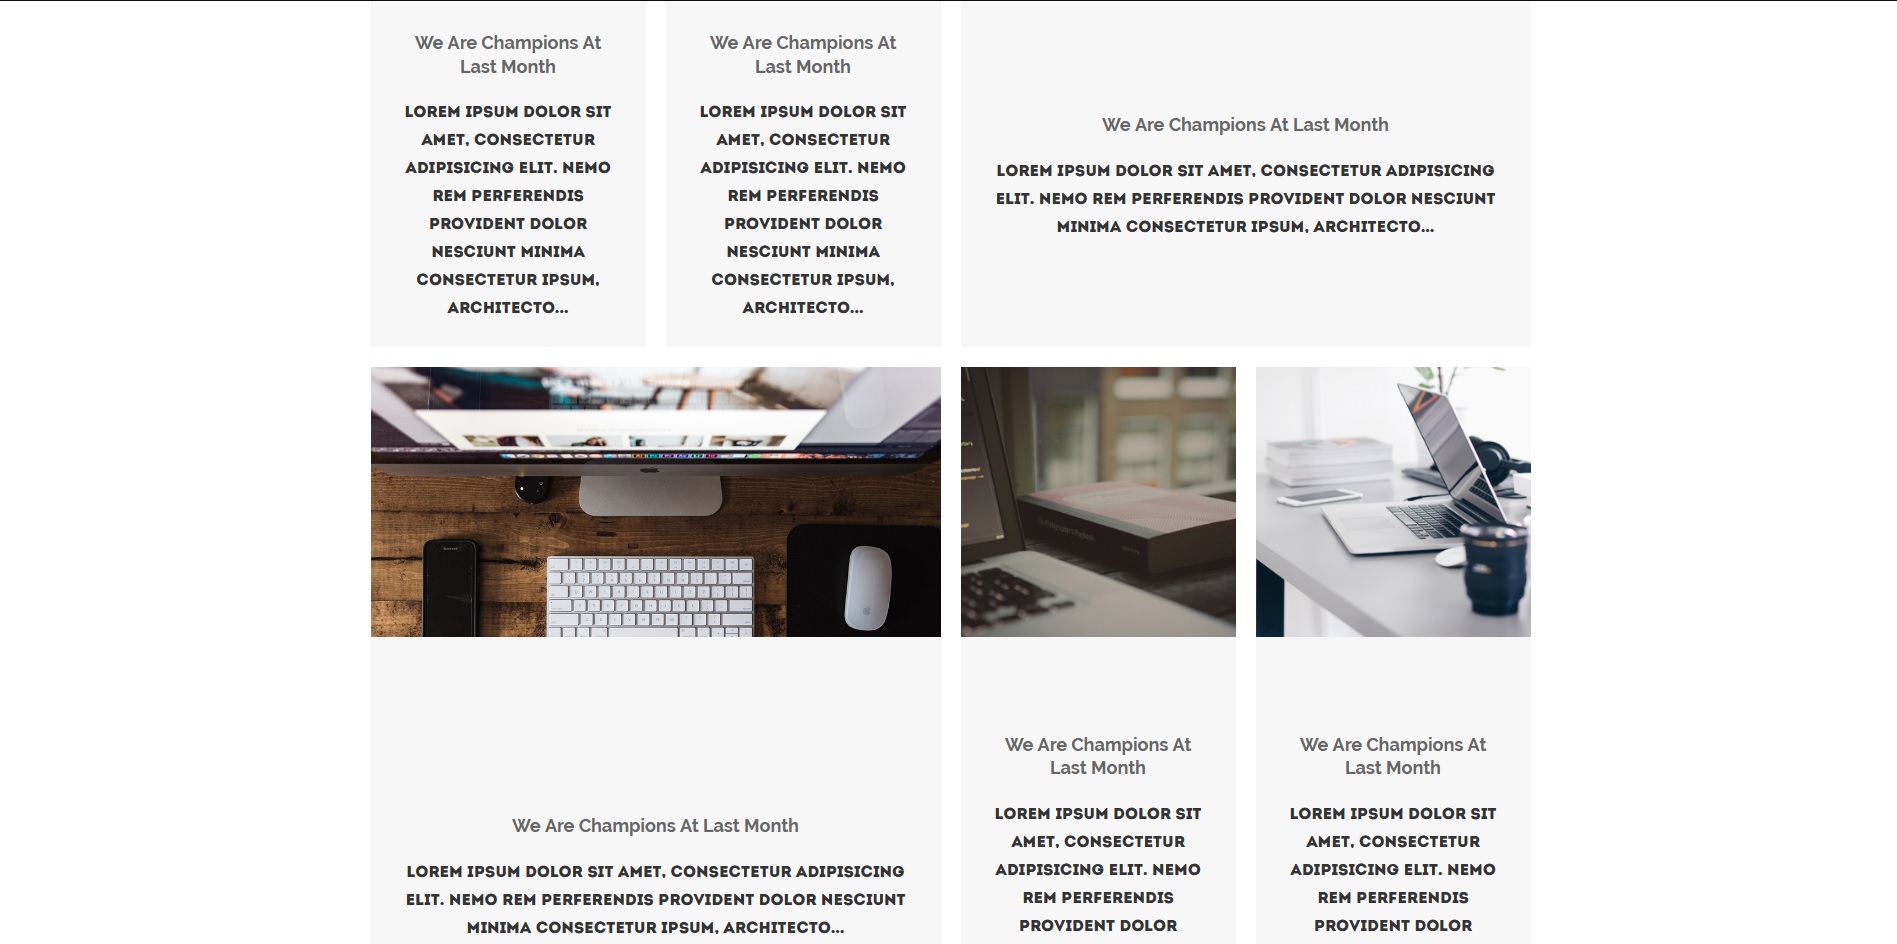 We Are Champions At
Last Month
LOREM IPSUM DOLOR SIT
AMET, CONSECTETUR
ADIPISICING ELIT. NEMO
REM PERFERENDIS
PROVIDENT DOLOR
NESCIUNT MINIMA
CONSECTETUR IPSUM,
ARCHITECTO...
We Are Champions At
Last Month
LOREM IPSUM DOLOR SIT
AMET, CONSECTETUR
ADIPISICING ELIT. NEMO
REM PERFERENDIS
PROVIDENT DOLOR
NESCIUNT MINIMA
CONSECTETUR IPSUM,
ARCHITECTO...
We Are Champions At Last Month
LOREM IPSUM DOLOR SIT AMET, CONSECTETUR ADIPISICING
ELIT. NEMO REM PERFERENDIS PROVIDENT DOLOR NESCIUNT
MINIMA CONSECTETUR IPSUM, ARCHITECTO...
We Are Champions At Last Month
LOREM IPSUM DOLOR SIT AMET, CONSECTETUR ADIPISICING
ELIT. NEMO REM PERFERENDIS PROVIDENT DOLOR NESCIUNT
MINIMA CONSECTETUR IPSUM, ARCHITECTO...
We Are Champions At
Last Month
LOREM IPSUM DOLOR SIT
AMET, CONSECTETUR
ADIPISICING ELIT. NEMO
REM PERFERENDIS
PROVIDENT DOLOR
We Are Champions At
Last Month
LOREM IPSUM DOLOR SIT
AMET, CONSECTETUR
ADIPISICING ELIT. NEMO
REM PERFERENDIS
PROVIDENT DOLOR